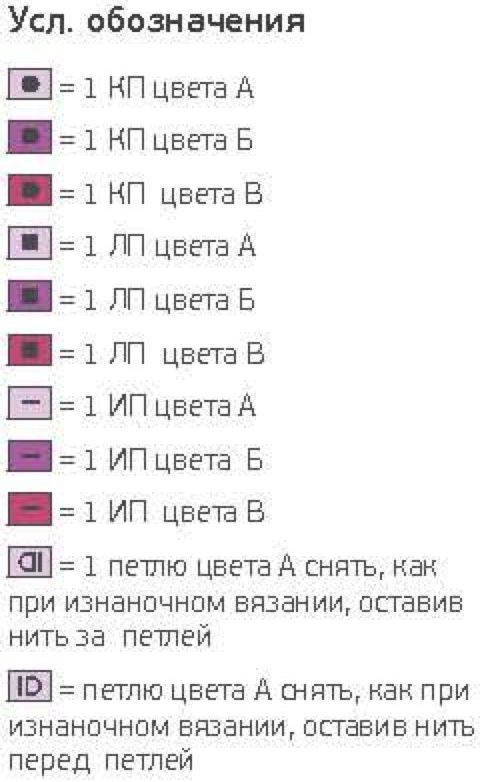 Усл. обозначения
= 1 КП цвета А
= 1 КП цвета Б
= 1 КП цвета В
= 1 ЛП цвета А
= 1 ЛП цвета Б
= 1 ЛП цвета В
= 1 ИП цвета А
= 1 ИП цвета Б
= 1 ИП цвета В
= 1 петлю цвета А снять, как
при изнаночном вязании, оставив
нить за петлей
= петлю цвета А снять, как при
изнаночном вязании, оставив нить
перед петлей